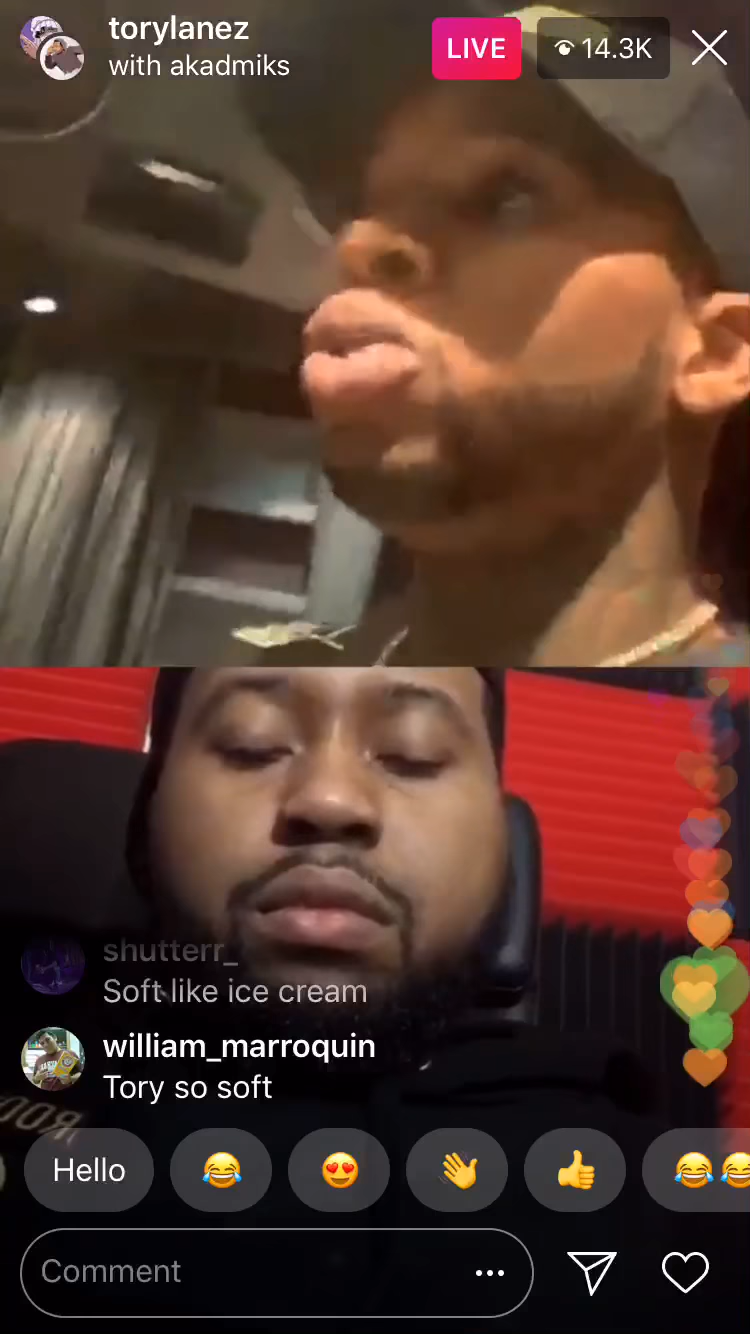 torylanez
with akadmiks
LIVE
14.3K
shutterr_
Soft like ice cream
william_marroquin
Tory so soft
Hello
Comment